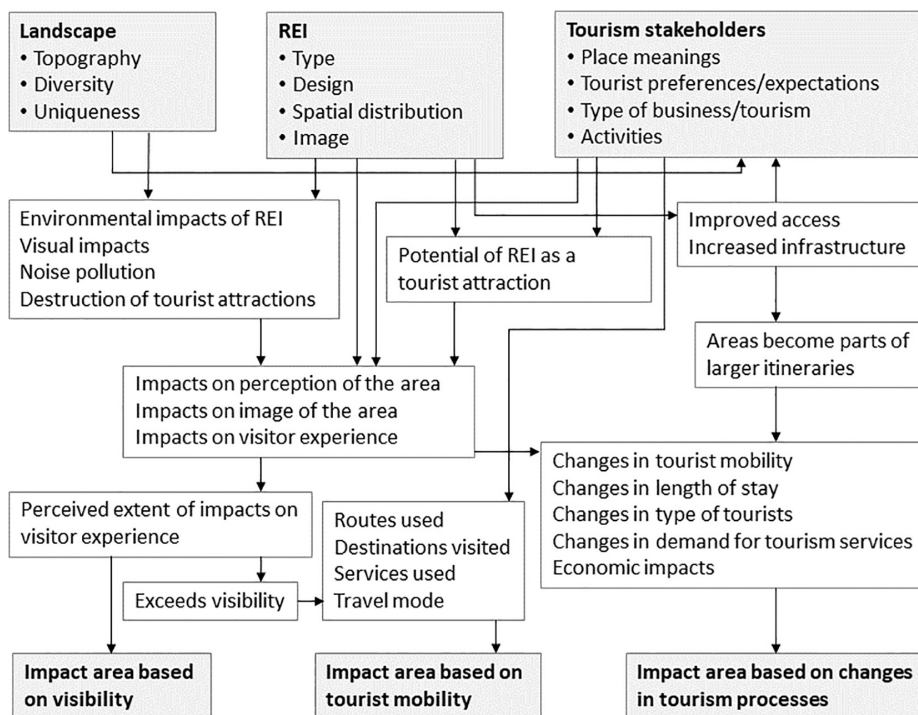 Landscape
• Topography
• Diversity
• Uniqueness
REI
• Type
• Design
• Spatial distribution
• Image
Tourism stakeholders
• Place meanings
• Tourist preferences/expectations
• Type of business/tourism
• Activities
Environmental impacts of REI
Visual impacts
Noise pollution
Destruction of tourist attractions
Potential of REI as a
tourist attraction
Improved access
Increased infrastructure
Areas become parts of
larger itineraries
Impacts on perception of the area
Impacts on image of the area
Impacts on visitor experience
Changes in tourist mobility
Changes in length of stay
Changes in type of tourists
Changes in demand for tourism services
Economic impacts
Perceived extent of impacts on
visitor experience
Routes used
Destinations visited
Services used
Travel mode
Exceeds visibility
Impact area based
on visibility
Impact area based on
tourist mobility
Impact area based on changes
in tourism processes